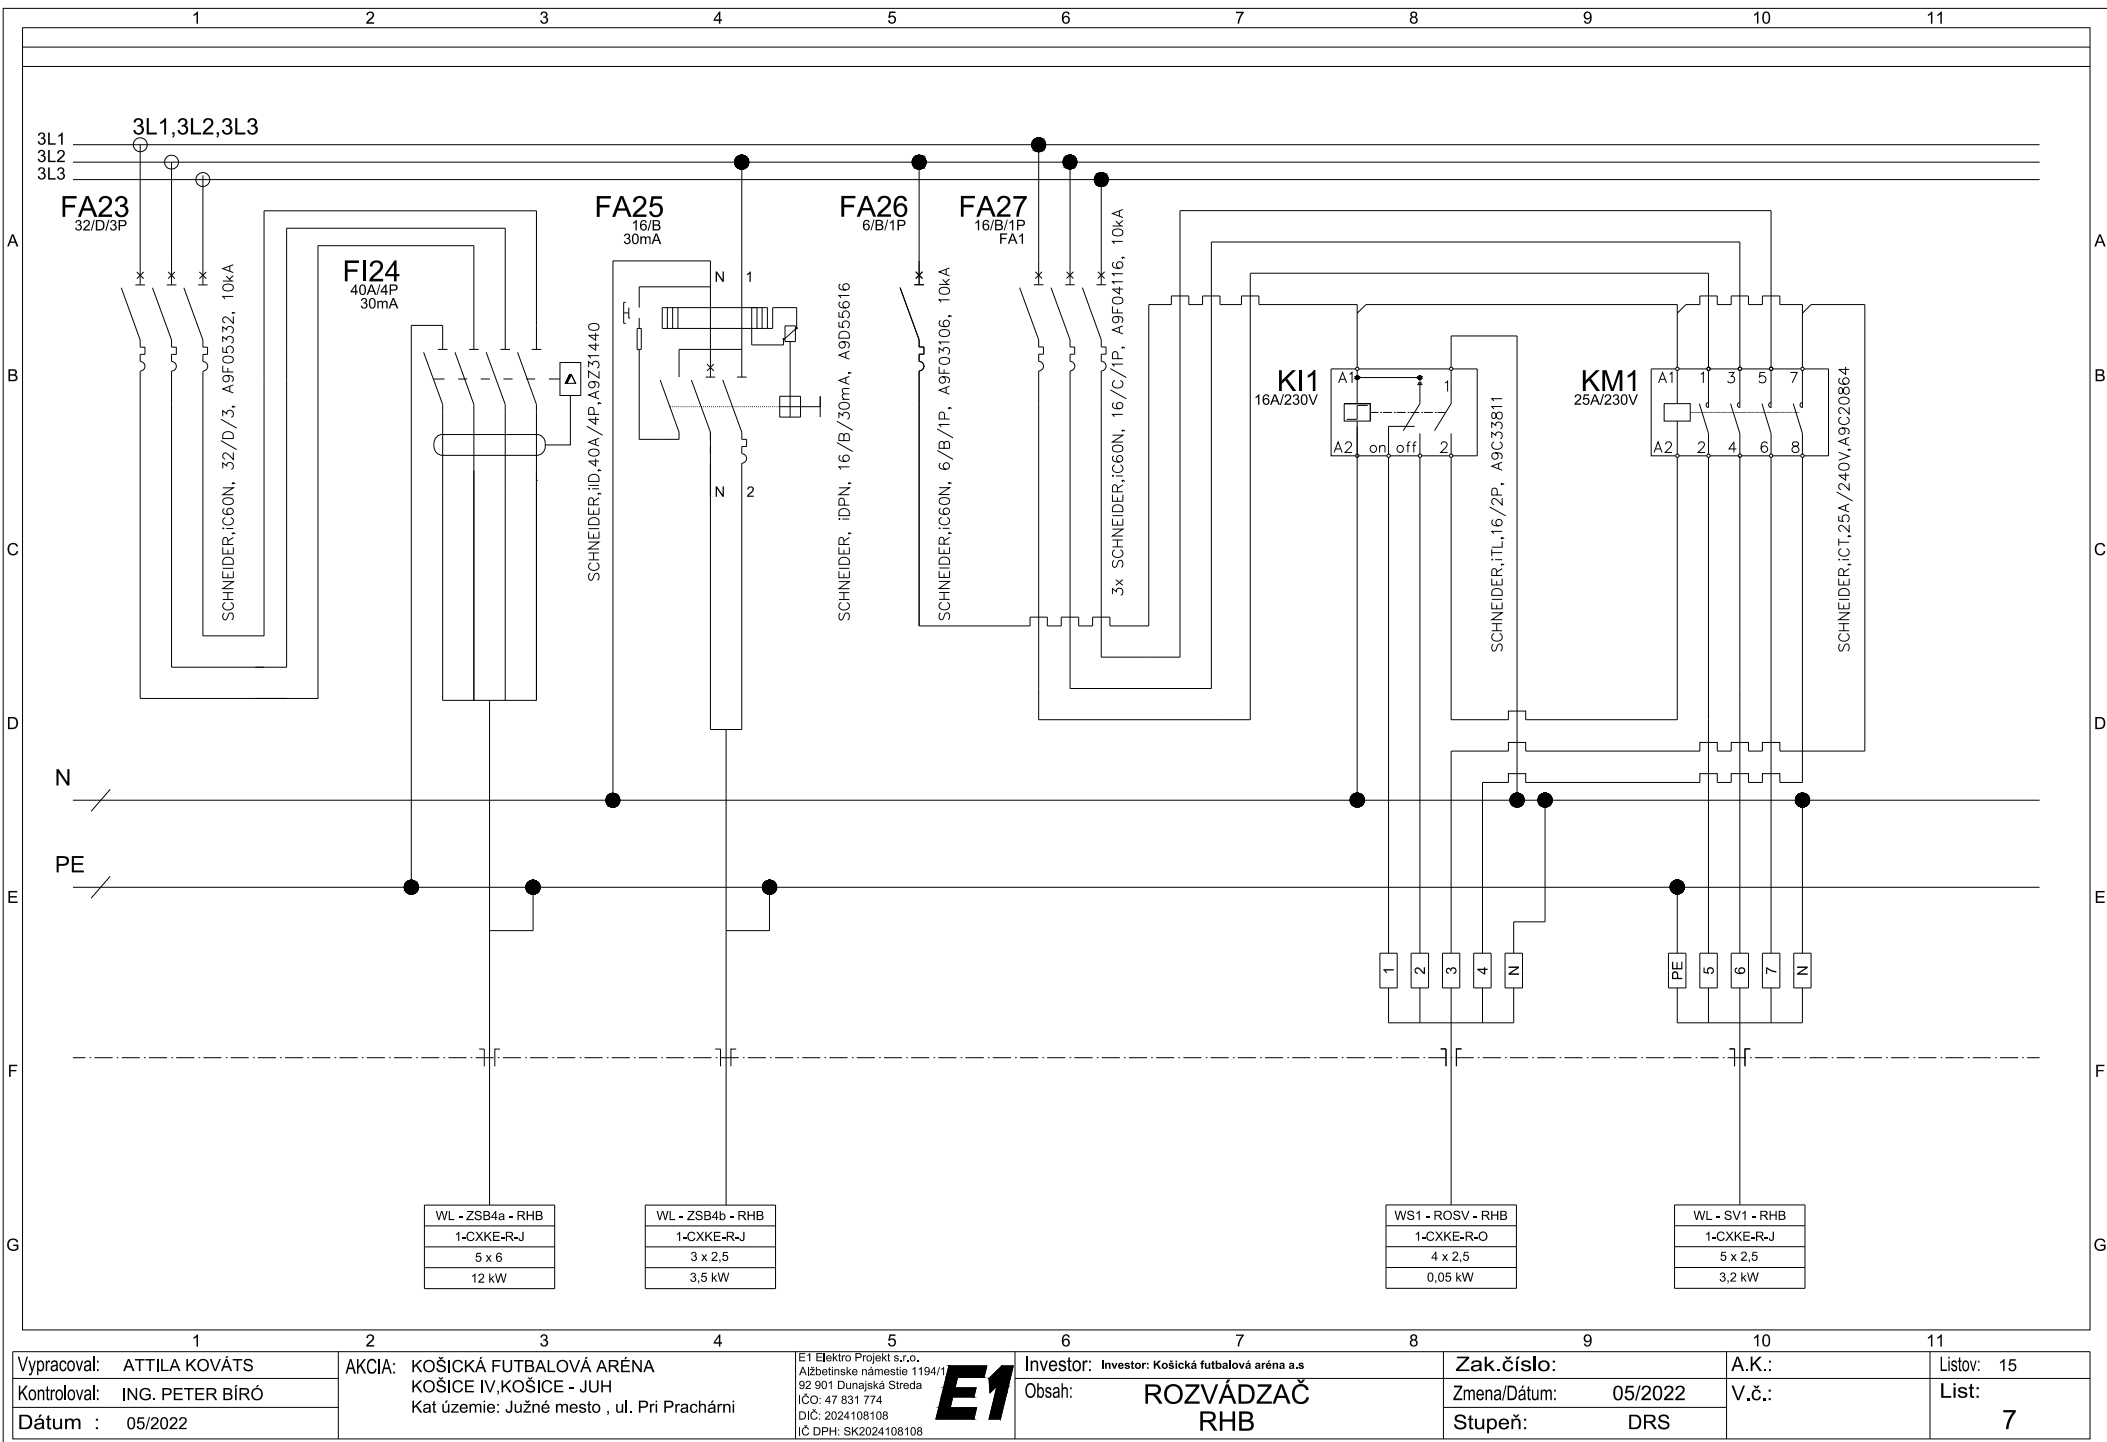 1 2 3 4 5 6 7 8 9 10 11
3L1,3L2,3L3
3L1
3L2
3L3
FA23
32/D/3P
SCHNEIDER,iC60N, 32/D/3, A9F05332, 10kA
FI24
40A/4P
30mA
SCHNEIDER,iID,40A/4P,A9Z31440
FA25
16/B
30mA
N 1
N 2
SCHNEIDER, iDPN, 16/B/30mA, A9D55616
FA26
6/B/1P
SCHNEIDER,iC60N, 6/B/1P, A9F03106, 10kA
FA27
16/B/1P
FA1
3x SCHNEIDER,iC60N, 16/C/1P, A9F04116, 10kA
KI1
16A/230V
A1 1
A2 on off 2
SCHNEIDER,iTL,16/2P, A9C33811
KM1
25A/230V
A1 1 3 5 7
A2 2 4 6 8
SCHNEIDER,iCT,25A/240V,A9C20864
A A
B B
C C
D D
E E
F F
G G
N
PE
1 2 3 4 N
PE 5 6 7 N
WL - ZSB4a - RHB
1-CXKE-R-J
5 x 6
12 kW
WL - ZSB4b - RHB
1-CXKE-R-J
3 x 2,5
3,5 kW
WS1 - ROSV - RHB
1-CXKE-R-O
4 x 2,5
0,05 kW
WL - SV1 - RHB
1-CXKE-R-J
5 x 2,5
3,2 kW
1 2 3 4 5 6 7 8 9 10 11
Vypracoval: ATTILA KOVÁTS
Kontroloval: ING. PETER BÍRÓ
Dátum : 05/2022
AKCIA: KOŠICKÁ FUTBALOVÁ ARÉNA
KOŠICE IV,KOŠICE - JUH
Kat územie: Južné mesto , ul. Pri Prachárni
E1 Elektro Projekt s.r.o.
Alžbetinske námestie 1194/1
92 901 Dunajská Streda
IČO: 47 831 774
DIČ: 2024108108
IČ DPH: SK2024108108
E1
Investor: Investor: Košická futbalová aréna a.s
Obsah: ROZVÁDZAČ
RHB
Zak.číslo:
Zmena/Dátum: 05/2022
Stupeň: DRS
A.K.:
V.č.:
Listov: 15
List:
7